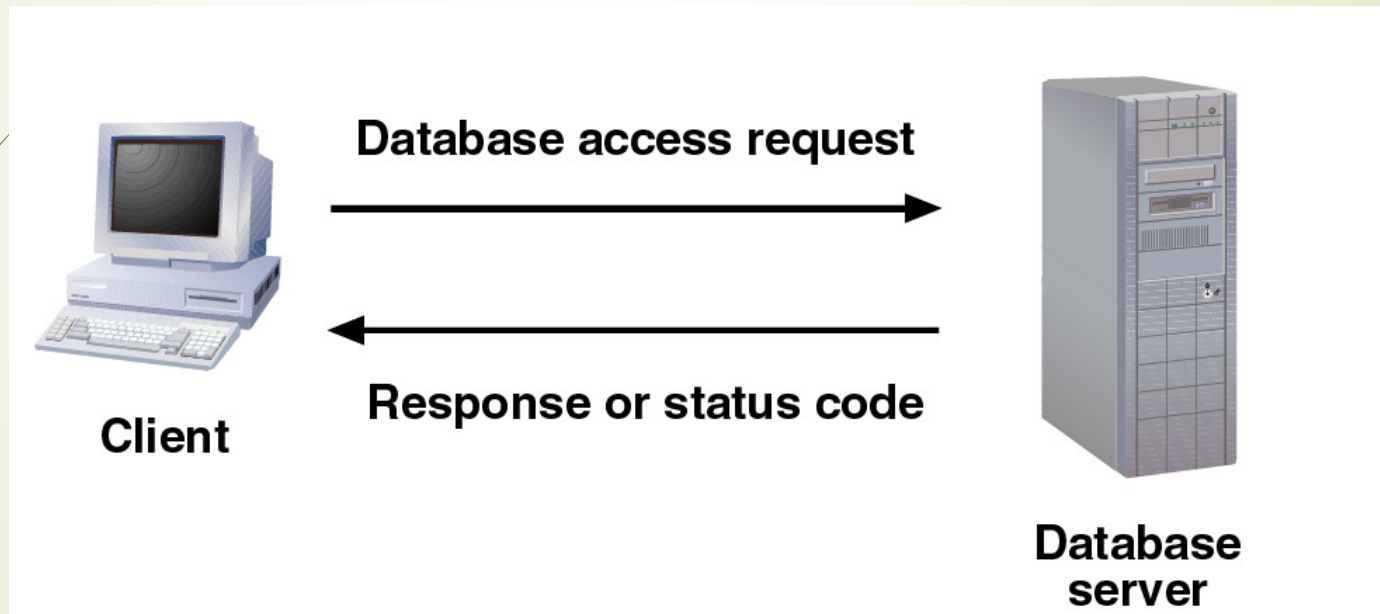 Database access request
Response or status code
Client
Database
server